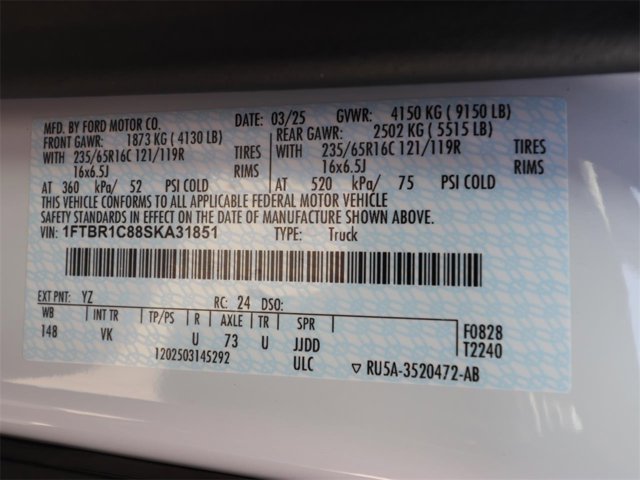 MFD. BY FORD MOTOR CO. DATE: 03/25 GVWR: 4150 KG ( 9150 LB)
FRONT GAWR: 1873 KG ( 4130 LB) REAR GAWR: 2502 KG ( 5515 LB)
WITH 235/65R16C 121/119R TIRES WITH 235/65R16C 121/119R TIRES
16x6.5J RIMS 16x6.5J RIMS
AT 360 kPa/ 52 PSI COLD AT 520 kPa/ 75 PSI COLD
THIS VEHICLE CONFORMS TO ALL APPLICABLE FEDERAL MOTOR VEHICLE
SAFETY STANDARDS IN EFFECT ON THE DATE OF MANUFACTURE SHOWN ABOVE.
VIN: 1FTBR1C88SKA31851 TYPE: Truck
EXT PNT: YZ RC: 24 DSO:
WB INT TR TP/PS R AXLE TR SPR
148 VK U 73 U JJDD F0828
1202503145292 ULC T2240
▽ RU5A-3520472-AB